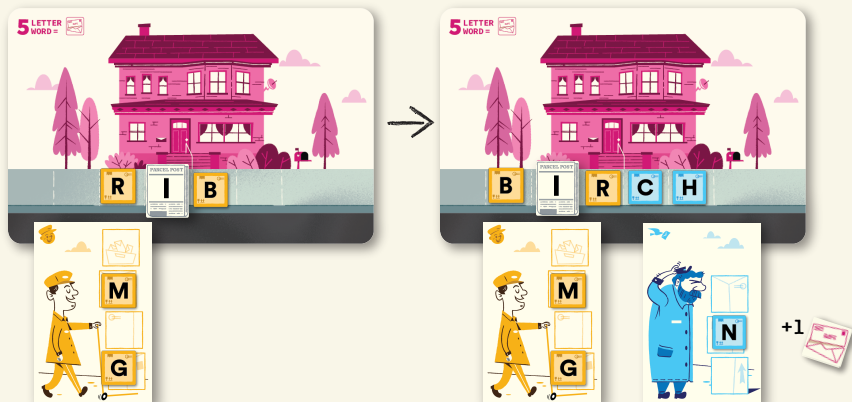 5 LETTER
WORD =
PARCEL POST
R I B
M
G
5 LETTER
WORD =
PARCEL POST
B I R C H
M
G
N
+1